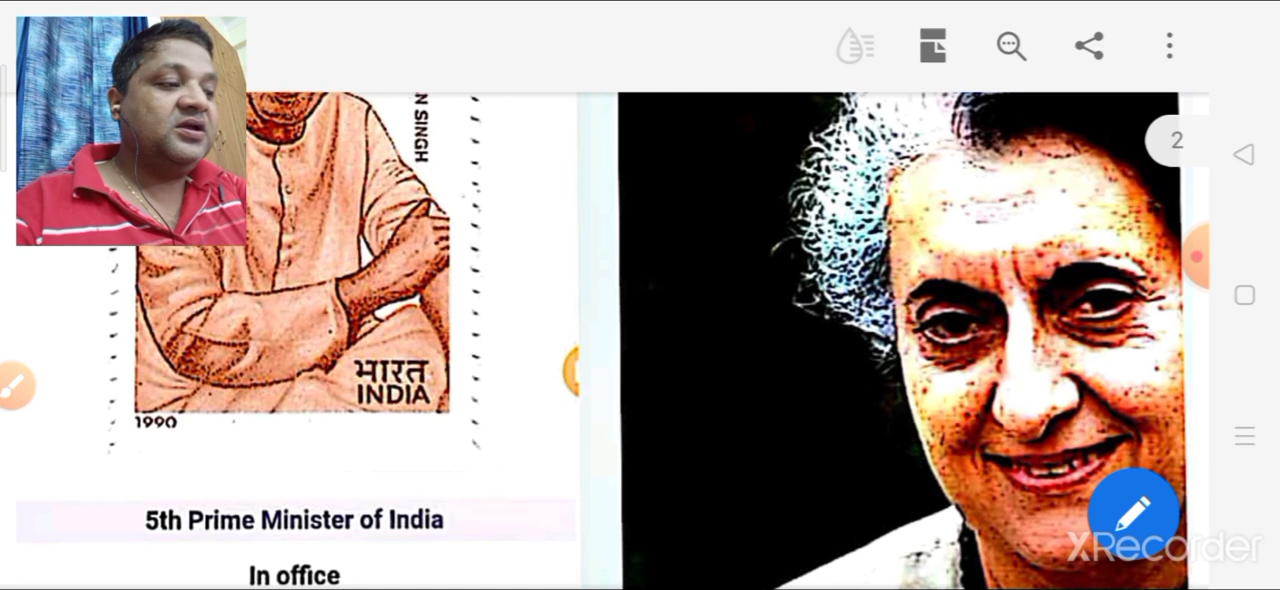 N SINGH
2
भारत
INDIA
1990
5th Prime Minister of India
In office
XRecorder